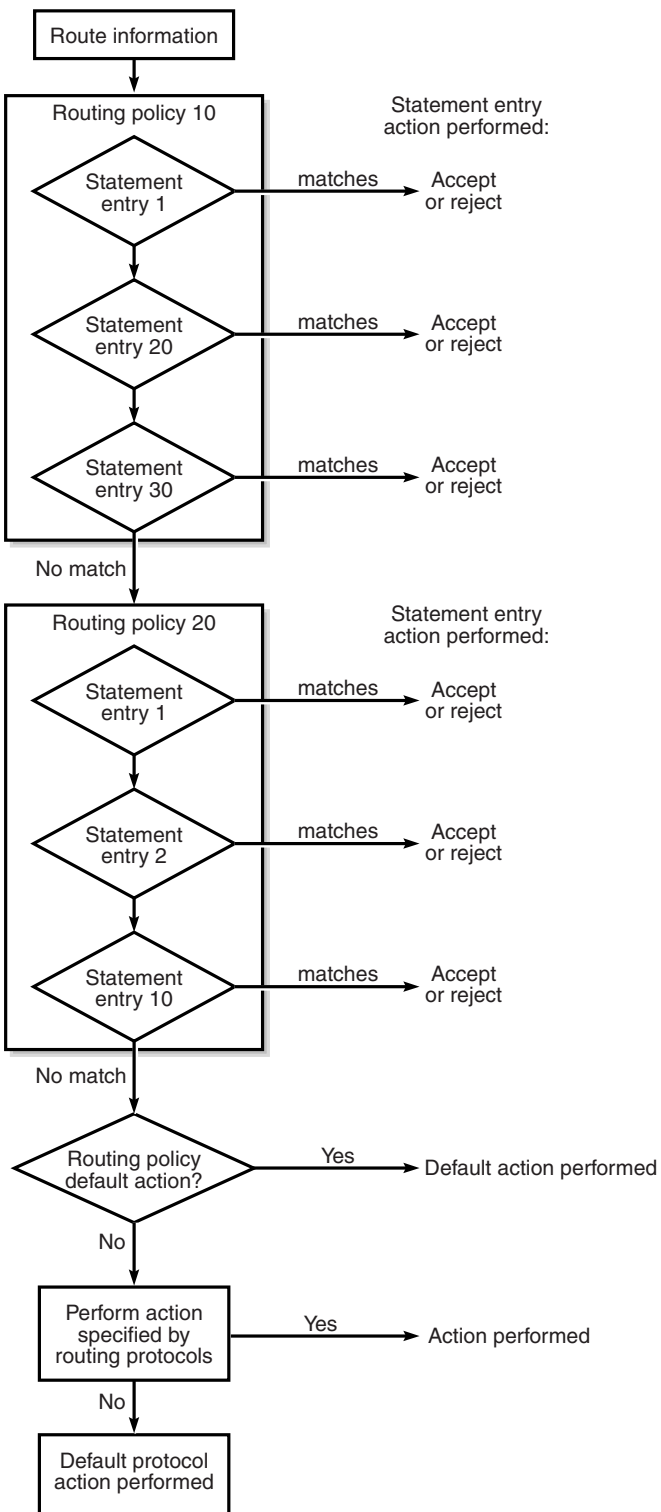 Route information
Routing policy 10
Statement entry
action performed:
Statement
entry 1
matches
Accept
or reject
Statement
entry 20
matches
Accept
or reject
Statement
entry 30
matches
Accept
or reject
No match
Routing policy 20
Statement entry
action performed:
Statement
entry 1
matches
Accept
or reject
Statement
entry 2
matches
Accept
or reject
Statement
entry 10
matches
Accept
or reject
No match
Routing policy
default action?
Yes
Default action performed
No
Perform action
specified by
routing protocols
Yes
Action performed
No
Default protocol
action performed